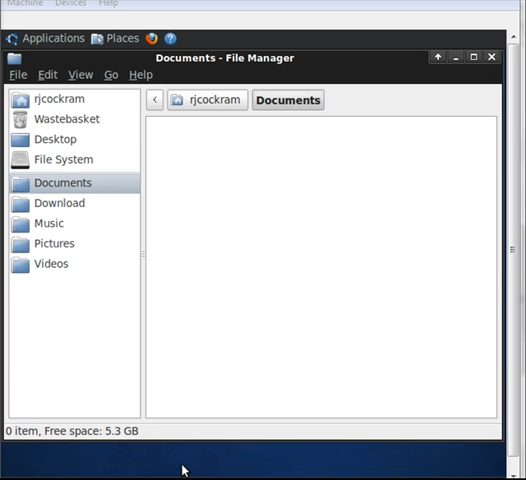 Machine Devices Help
Applications Places
Documents - File Manager
File Edit View Go Help
rjcockram
Wastebasket
Desktop
File System
Documents
Download
Music
Pictures
Videos
rjcockram Documents
0 item, Free space: 5.3 GB